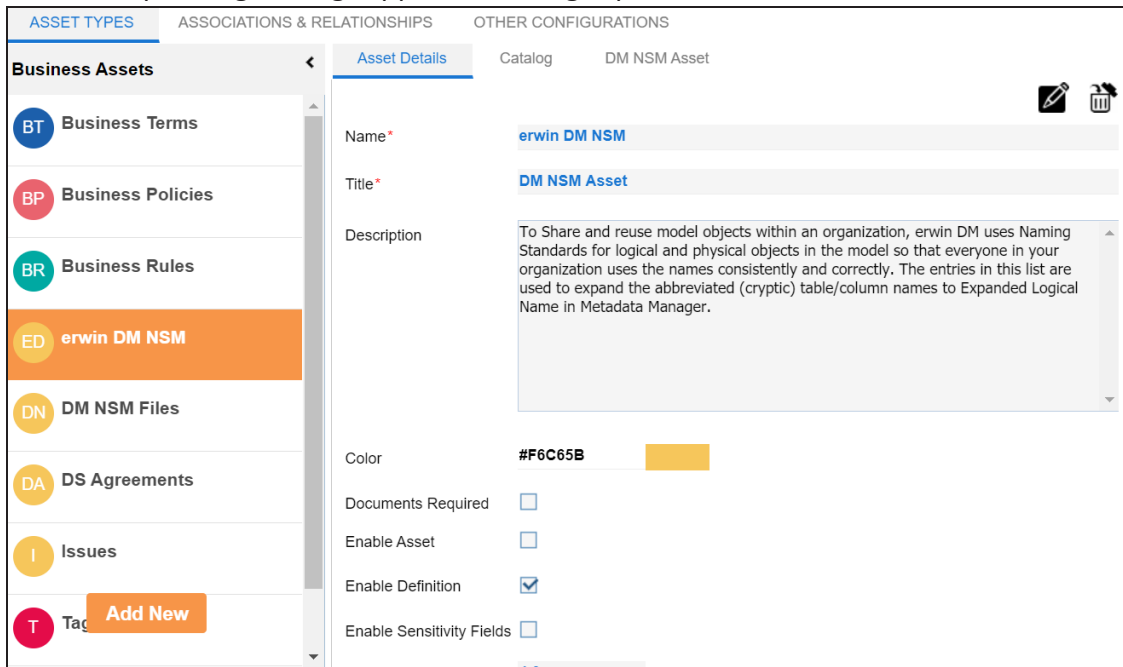 ASSET TYPES ASSOCIATIONS & RELATIONSHIPS OTHER CONFIGURATIONS
Business Assets
Asset Details Catalog DM NSM Asset
BT Business Terms
BP Business Policies
BR Business Rules
ED erwin DM NSM
DN DM NSM Files
DA DS Agreements
I Issues
T
Add New
Name* erwin DM NSM
Title* DM NSM Asset
Description
To Share and reuse model objects within an organization, erwin DM uses Naming
Standards for logical and physical objects in the model so that everyone in your
organization uses the names consistently and correctly. The entries in this list are
used to expand the abbreviated (cryptic) table/column names to Expanded Logical
Name in Metadata Manager.
Color #F6C65B
Documents Required
Enable Asset
Enable Definition
Enable Sensitivity Fields